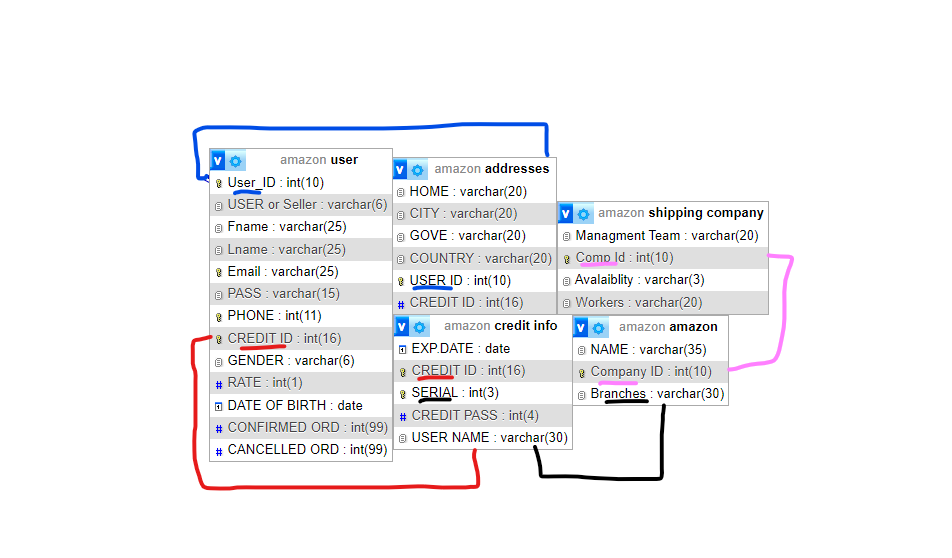 amazon user
User_ID : int(10)
USER or Seller : varchar(6)
Fname : varchar(25)
Lname : varchar(25)
Email : varchar(25)
PASS : varchar(15)
PHONE : int(11)
CREDIT ID : int(16)
GENDER : varchar(6)
RATE : int(1)
DATE OF BIRTH : date
CONFIRMED ORD : int(99)
CANCELLED ORD : int(99)
amazon addresses
HOME : varchar(20)
CITY : varchar(20)
GOVE : varchar(20)
COUNTRY : varchar(20)
USER ID : int(10)
CREDIT ID : int(16)
amazon shipping company
Managment Team : varchar(20)
Comp Id : int(10)
Avalaiblity : varchar(3)
Workers : varchar(20)
amazon credit info
EXP.DATE : date
CREDIT ID : int(16)
SERIAL : int(3)
CREDIT PASS : int(4)
USER NAME : varchar(30)
amazon amazon
NAME : varchar(35)
Company ID : int(10)
Branches : varchar(30)